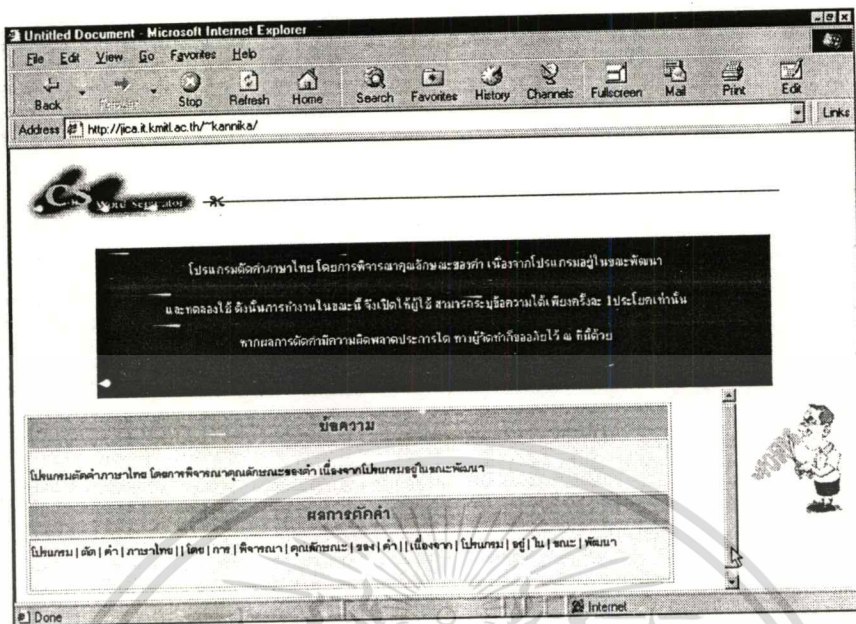 Untitled Document - Microsoft Internet Explorer
File Edit View Go Favorites Help
Back Forward Stop Refresh Home Search Favorites History Channels Fullscreen Mail Print Edit
Address http://jica.it.kmitl.ac.th/~kannika/ Links
CS Word Separator
โปรแกรมตัดคำภาษาไทย โดยการพิจารณาคุณลักษณะของคำ เนื่องจากโปรแกรมอยู่ในขณะพัฒนา
และทดลองใช้ ดังนั้นการทำงานในขณะนี้ จึงเปิดให้ผู้ใช้ สามารถระบุข้อความได้เพียงครั้งละ 1ประโยคเท่านั้น
หากผลการตัดคำมีความผิดพลาดประการใด ทางผู้จัดทำก็ขออภัยไว้ ณ ทีนี้ด้วย
ข้อความ
โปรแกรมตัดคำภาษาไทย โดยการพิจารณาคุณลักษณะของคำ เนื่องจากโปรแกรมอยู่ในขณะพัฒนา
ผลการตัดคำ
โปรแกรม | ตัด | คำ | ภาษาไทย | | โดย | การ | พิจารณา | คุณลักษณะ | ของ | คำ | | เนื่องจาก | โปรแกรม | อยู่ | ใน | ขณะ | พัฒนา
Done Internet